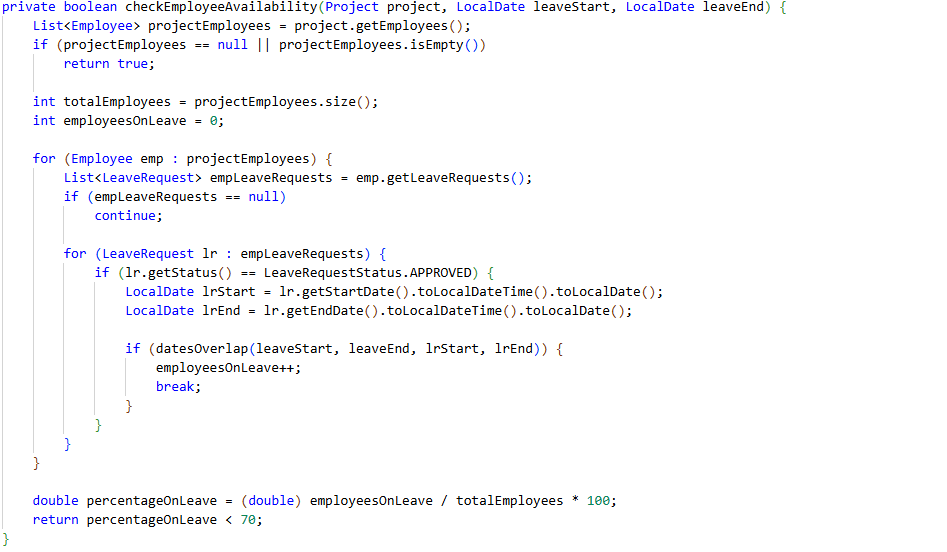 private boolean checkEmployeeAvailability(Project project, LocalDate leaveStart, LocalDate leaveEnd) {
    List<Employee> projectEmployees = project.getEmployees();
    if (projectEmployees == null || projectEmployees.isEmpty())
        return true;

    int totalEmployees = projectEmployees.size();
    int employeesOnLeave = 0;

    for (Employee emp : projectEmployees) {
        List<LeaveRequest> empLeaveRequests = emp.getLeaveRequests();
        if (empLeaveRequests == null)
            continue;

        for (LeaveRequest lr : empLeaveRequests) {
            if (lr.getStatus() == LeaveRequestStatus.APPROVED) {
                LocalDate lrStart = lr.getStartDate().toLocalDateTime().toLocalDate();
                LocalDate lrEnd = lr.getEndDate().toLocalDateTime().toLocalDate();

                if (datesOverlap(leaveStart, leaveEnd, lrStart, lrEnd)) {
                    employeesOnLeave++;
                    break;
                }
            }
        }
    }

    double percentageOnLeave = (double) employeesOnLeave / totalEmployees * 100;
    return percentageOnLeave < 70;
}